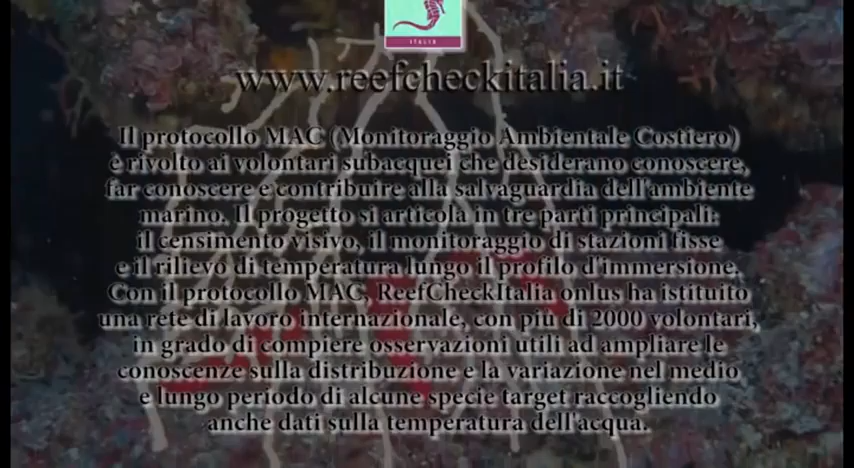 ITALIA
www.reefcheckitalia.it
Il protocollo MAC (Monitoraggio Ambientale Costiero)
è rivolto ai volontari subacquei che desiderano conoscere,
far conoscere e contribuire alla salvaguardia dell'ambiente
marino. Il progetto si articola in tre parti principali:
il censimento visivo, il monitoraggio di stazioni fisse
e il rilievo di temperatura lungo il profilo d'immersione.
Con il protocollo MAC, ReefCheckItalia onlus ha istituito
una rete di lavoro internazionale, con più di 2000 volontari,
in grado di compiere osservazioni utili ad ampliare le
conoscenze sulla distribuzione e la variazione nel medio
e lungo periodo di alcune specie target raccogliendo
anche dati sulla temperatura dell'acqua.